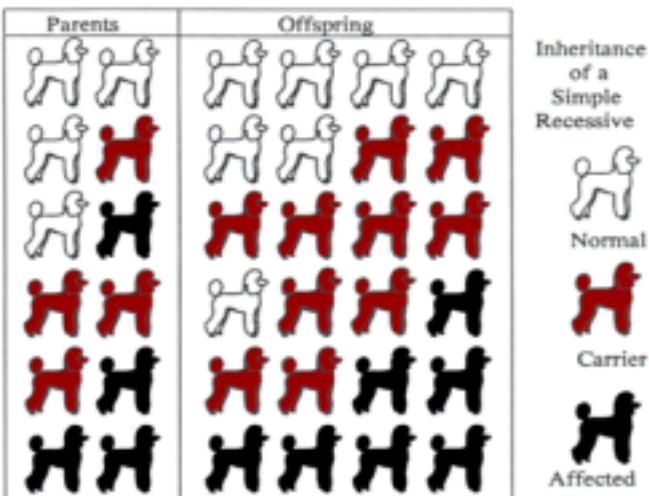 Parents
Offspring
Inheritance
of a
Simple
Recessive
Normal
Carrier
Affected